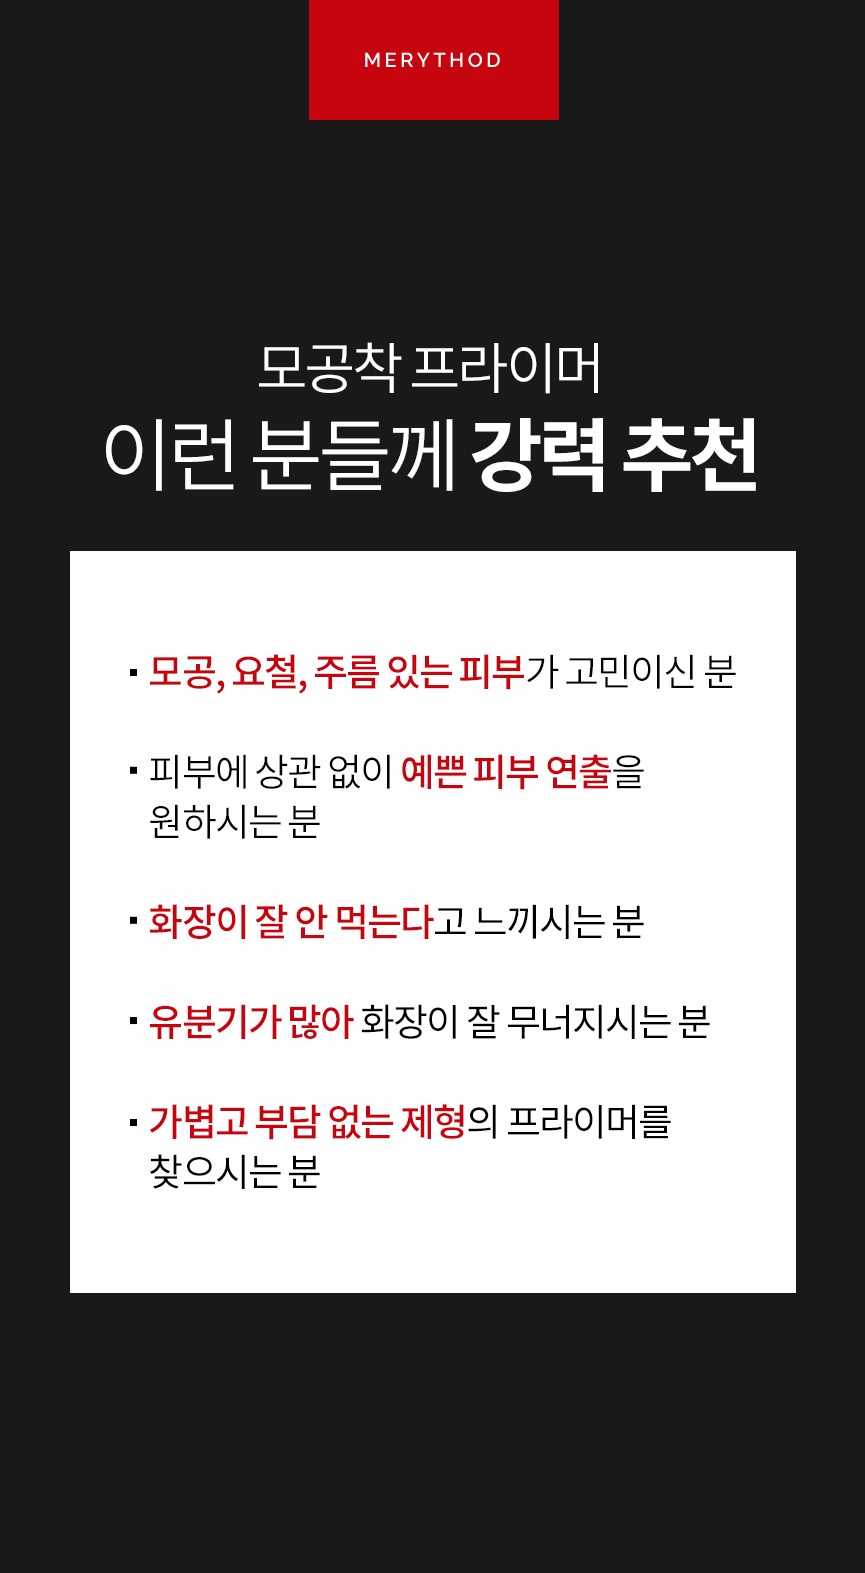 MERYTHOD
모공착 프라이머
이런 분들께 강력 추천
▪ 모공, 요철, 주름 있는 피부가 고민이신 분
▪ 피부에 상관 없이 예쁜 피부 연출을
원하시는 분
▪ 화장이 잘 안 먹는다고 느끼시는 분
▪ 유분기가 많아 화장이 잘 무너지시는 분
▪ 가볍고 부담 없는 제형의 프라이머를
찾으시는 분